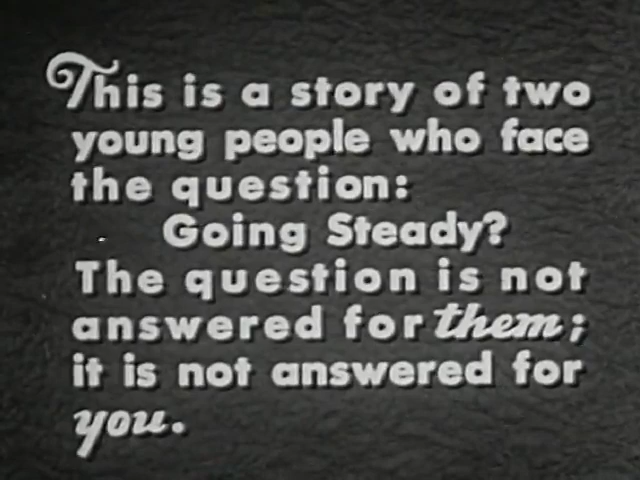 This is a story of two
young people who face
the question:
Going Steady?
The question is not
answered for them;
it is not answered for
you.